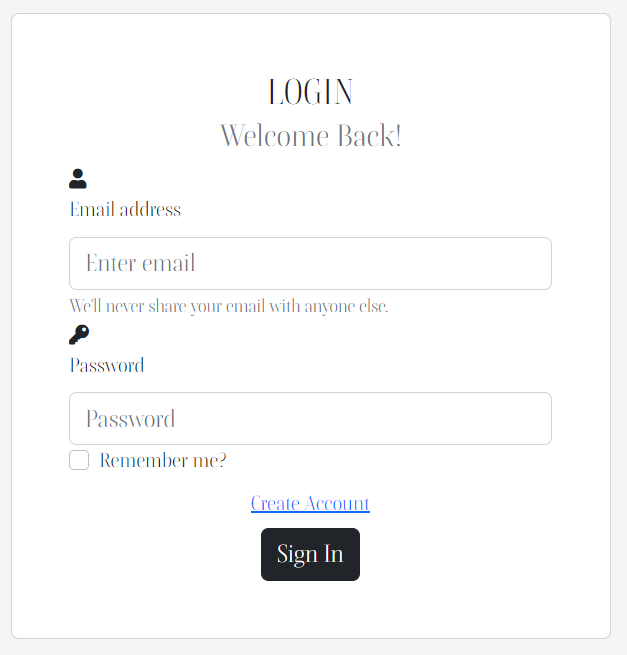 LOGIN
Welcome Back!
Email address
Enter email
We'll never share your email with anyone else.
Password
Password
Remember me?
Create Account
Sign In